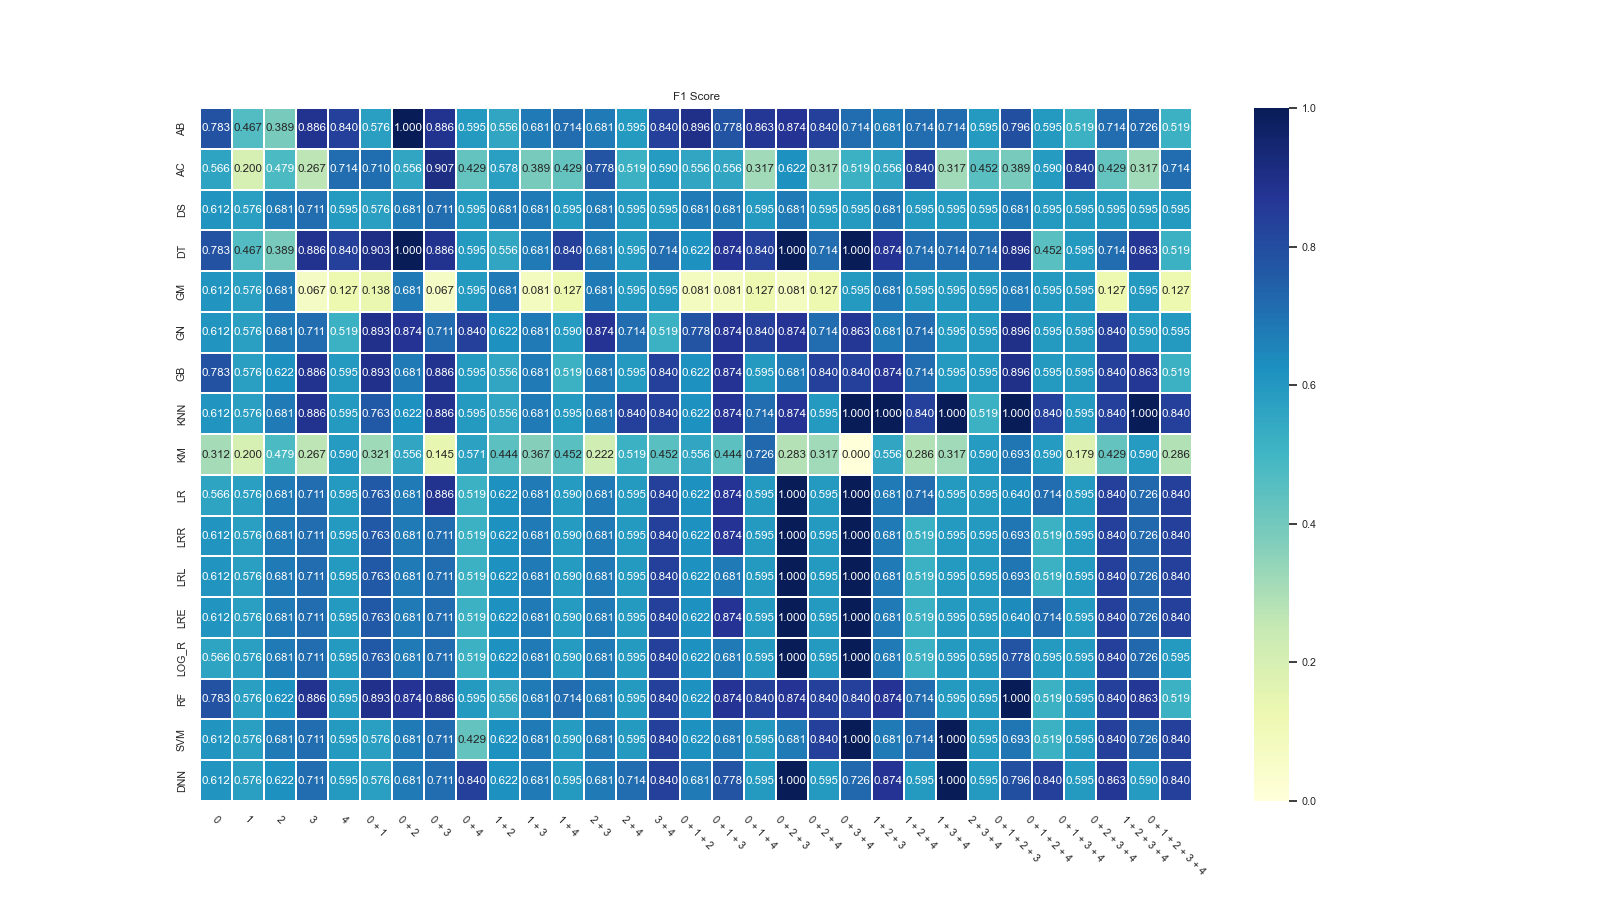 F1 Score
AB 0.783 0.467 0.389 0.886 0.840 0.576 1.000 0.886 0.595 0.556 0.681 0.714 0.681 0.595 0.840 0.896 0.778 0.863 0.874 0.840 0.714 0.681 0.714 0.714 0.595 0.796 0.595 0.519 0.714 0.726 0.519
AC 0.566 0.200 0.479 0.267 0.714 0.710 0.556 0.907 0.429 0.578 0.389 0.429 0.778 0.519 0.590 0.556 0.556 0.317 0.622 0.317 0.519 0.556 0.840 0.317 0.452 0.389 0.590 0.840 0.429 0.317 0.714
DS 0.612 0.576 0.681 0.711 0.595 0.576 0.681 0.711 0.595 0.681 0.681 0.595 0.681 0.595 0.595 0.681 0.681 0.595 0.681 0.595 0.595 0.681 0.595 0.595 0.595 0.681 0.595 0.595 0.595 0.595 0.595
DT 0.783 0.467 0.389 0.886 0.840 0.903 1.000 0.886 0.595 0.556 0.681 0.840 0.681 0.595 0.714 0.622 0.874 0.840 1.000 0.714 1.000 0.874 0.714 0.714 0.714 0.896 0.452 0.595 0.714 0.863 0.519
GM 0.612 0.576 0.681 0.067 0.127 0.138 0.681 0.067 0.595 0.681 0.081 0.127 0.681 0.595 0.595 0.081 0.081 0.127 0.081 0.127 0.595 0.681 0.595 0.595 0.595 0.681 0.595 0.595 0.127 0.595 0.127
GN 0.612 0.576 0.681 0.711 0.519 0.893 0.874 0.711 0.840 0.622 0.681 0.590 0.874 0.714 0.519 0.778 0.874 0.840 0.874 0.714 0.863 0.681 0.714 0.595 0.595 0.896 0.595 0.595 0.840 0.590 0.595
GB 0.783 0.576 0.622 0.886 0.595 0.893 0.681 0.886 0.595 0.556 0.681 0.519 0.681 0.595 0.840 0.622 0.874 0.595 0.681 0.840 0.840 0.874 0.714 0.595 0.595 0.896 0.595 0.595 0.840 0.863 0.519
KNN 0.612 0.576 0.681 0.886 0.595 0.763 0.622 0.886 0.595 0.556 0.681 0.595 0.681 0.840 0.840 0.622 0.874 0.714 0.874 0.595 1.000 1.000 0.840 1.000 0.519 1.000 0.840 0.595 0.840 1.000 0.840
KM 0.312 0.200 0.479 0.267 0.590 0.321 0.556 0.145 0.571 0.444 0.367 0.452 0.222 0.519 0.452 0.556 0.444 0.726 0.283 0.317 0.000 0.556 0.286 0.317 0.590 0.693 0.590 0.179 0.429 0.590 0.286
LR 0.566 0.576 0.681 0.711 0.595 0.763 0.681 0.886 0.519 0.622 0.681 0.590 0.681 0.595 0.840 0.622 0.874 0.595 1.000 0.595 1.000 0.681 0.714 0.595 0.595 0.640 0.714 0.595 0.840 0.726 0.840
LRR 0.612 0.576 0.681 0.711 0.595 0.763 0.681 0.711 0.519 0.622 0.681 0.590 0.681 0.595 0.840 0.622 0.874 0.595 1.000 0.595 1.000 0.681 0.519 0.595 0.595 0.693 0.519 0.595 0.840 0.726 0.840
LRL 0.612 0.576 0.681 0.711 0.595 0.763 0.681 0.711 0.519 0.622 0.681 0.590 0.681 0.595 0.840 0.622 0.681 0.595 1.000 0.595 1.000 0.681 0.519 0.595 0.595 0.693 0.519 0.595 0.840 0.726 0.840
LRE 0.612 0.576 0.681 0.711 0.595 0.763 0.681 0.711 0.519 0.622 0.681 0.590 0.681 0.595 0.840 0.622 0.874 0.595 1.000 0.595 1.000 0.681 0.519 0.595 0.595 0.640 0.714 0.595 0.840 0.726 0.840
LOG_R 0.566 0.576 0.681 0.711 0.595 0.763 0.681 0.711 0.519 0.622 0.681 0.590 0.681 0.595 0.840 0.622 0.681 0.595 1.000 0.595 1.000 0.681 0.519 0.595 0.595 0.778 0.595 0.595 0.840 0.726 0.595
RF 0.783 0.576 0.622 0.886 0.595 0.893 0.874 0.886 0.595 0.556 0.681 0.714 0.681 0.595 0.840 0.622 0.874 0.840 0.874 0.840 0.840 0.874 0.714 0.595 0.595 1.000 0.519 0.595 0.840 0.863 0.519
SVM 0.612 0.576 0.681 0.711 0.595 0.576 0.681 0.711 0.429 0.622 0.681 0.590 0.681 0.595 0.840 0.622 0.681 0.595 0.681 0.840 1.000 0.681 0.714 1.000 0.595 0.693 0.519 0.595 0.840 0.726 0.840
DNN 0.612 0.576 0.622 0.711 0.595 0.576 0.681 0.711 0.840 0.622 0.681 0.595 0.681 0.714 0.840 0.681 0.778 0.595 1.000 0.595 0.726 0.874 0.595 1.000 0.595 0.796 0.840 0.595 0.863 0.590 0.840
0
1
2
3
4
0 + 1
0 + 2
0 + 3
0 + 4
1 + 2
1 + 3
1 + 4
2 + 3
2 + 4
3 + 4
0 + 1 + 2
0 + 1 + 3
0 + 1 + 4
0 + 2 + 3
0 + 2 + 4
0 + 3 + 4
1 + 2 + 3
1 + 2 + 4
1 + 3 + 4
2 + 3 + 4
0 + 1 + 2 + 3
0 + 1 + 2 + 4
0 + 1 + 3 + 4
0 + 2 + 3 + 4
1 + 2 + 3 + 4
0 + 1 + 2 + 3 + 4
1.0
0.8
0.6
0.4
0.2
0.0